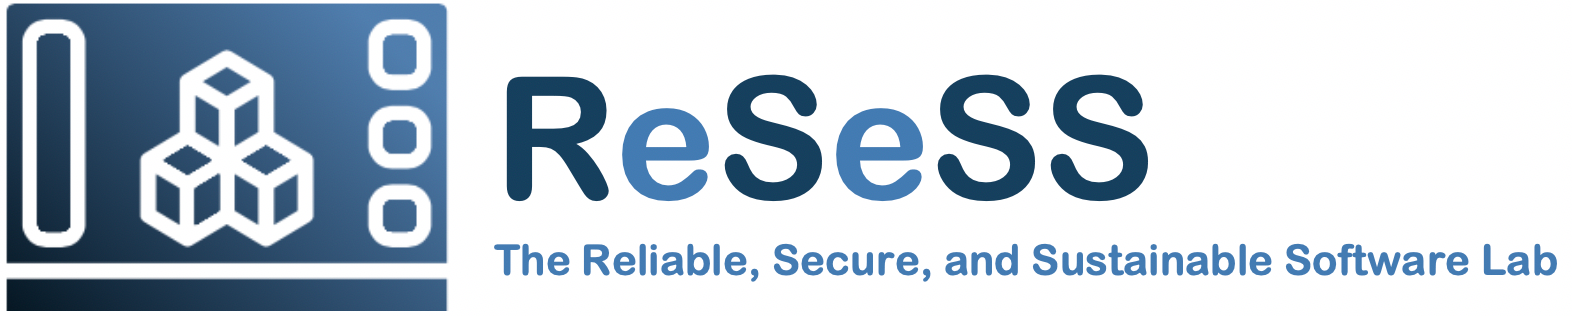 ReSeSS
The Reliable, Secure, and Sustainable Software Lab